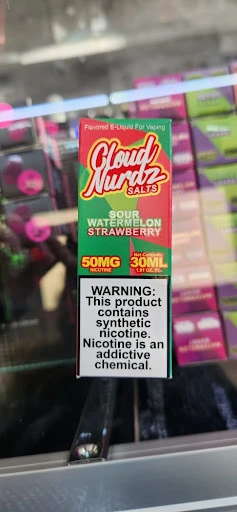 Flavored E-Liquid For Vaping
Cloud
Nurdz
SALTS
SOUR
WATERMELON
STRAWBERRY
50MG
NICOTINE
Net Contents:
30ML
1.01 OZ. FL.
WARNING:
This product
contains
synthetic
nicotine.
Nicotine is an
addictive
chemical.